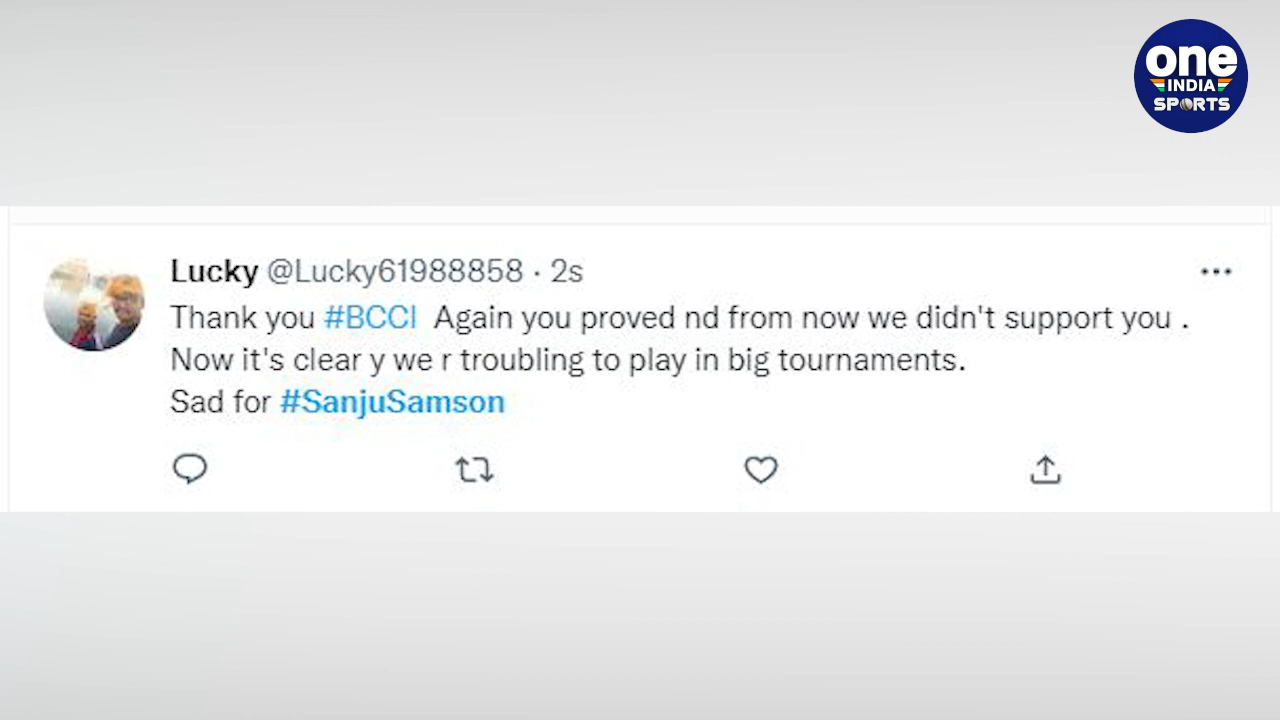 one
INDIA
SPORTS
Lucky @Lucky61988858 · 2s
Thank you #BCCI Again you proved nd from now we didn't support you .
Now it's clear y we r troubling to play in big tournaments.
Sad for #SanjuSamson